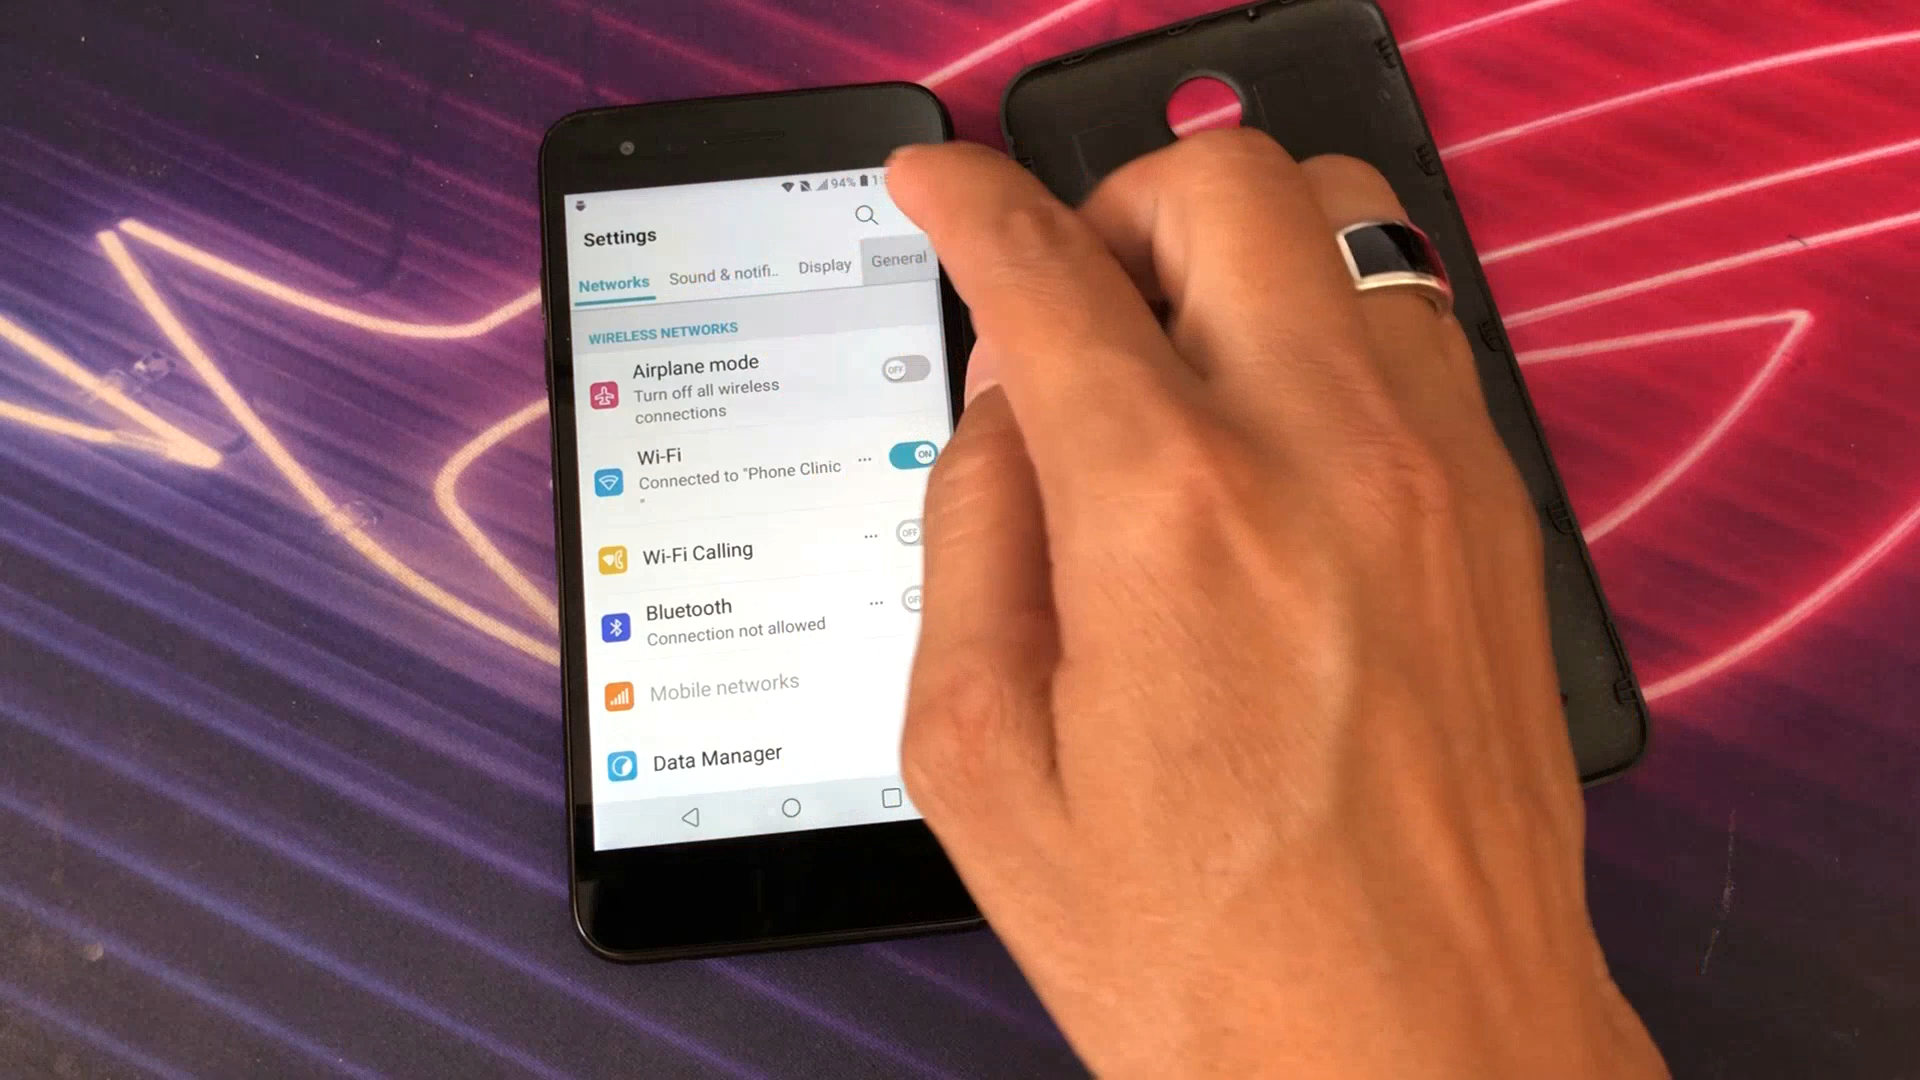 94%
Settings
Networks Sound & notifi.. Display General
WIRELESS NETWORKS
Airplane mode
Turn off all wireless
connections
OFF
Wi-Fi
Connected to "Phone Clinic
"
... ON
Wi-Fi Calling
... OFF
Bluetooth
Connection not allowed
...
Mobile networks
Data Manager